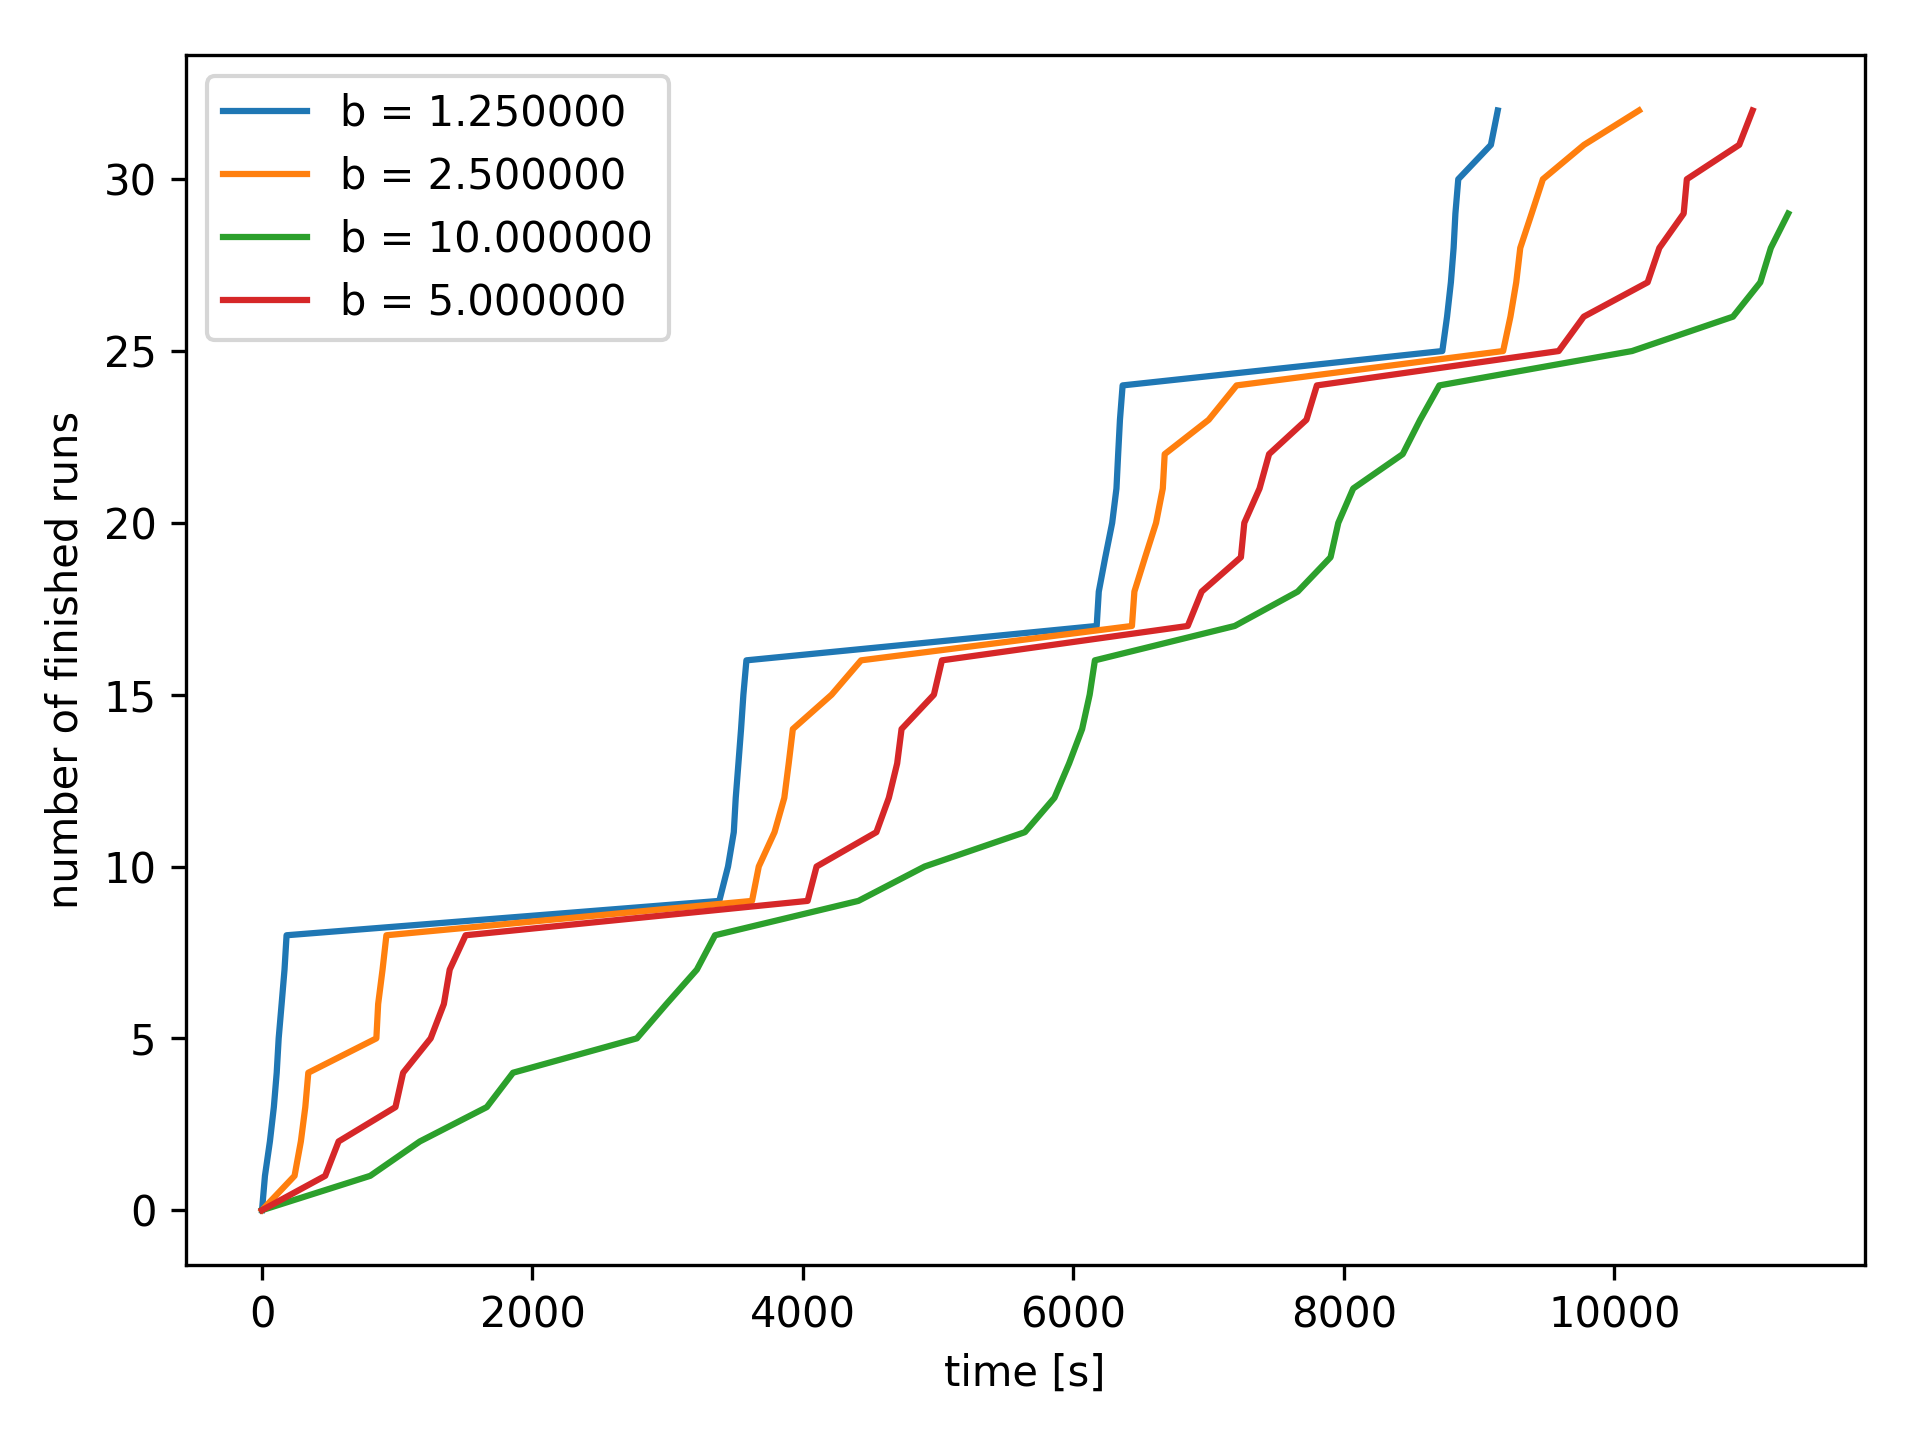 b = 1.250000
b = 2.500000
b = 10.000000
b = 5.000000
30
25
20
15
10
5
0
number of finished runs
0 2000 4000 6000 8000 10000
time [s]